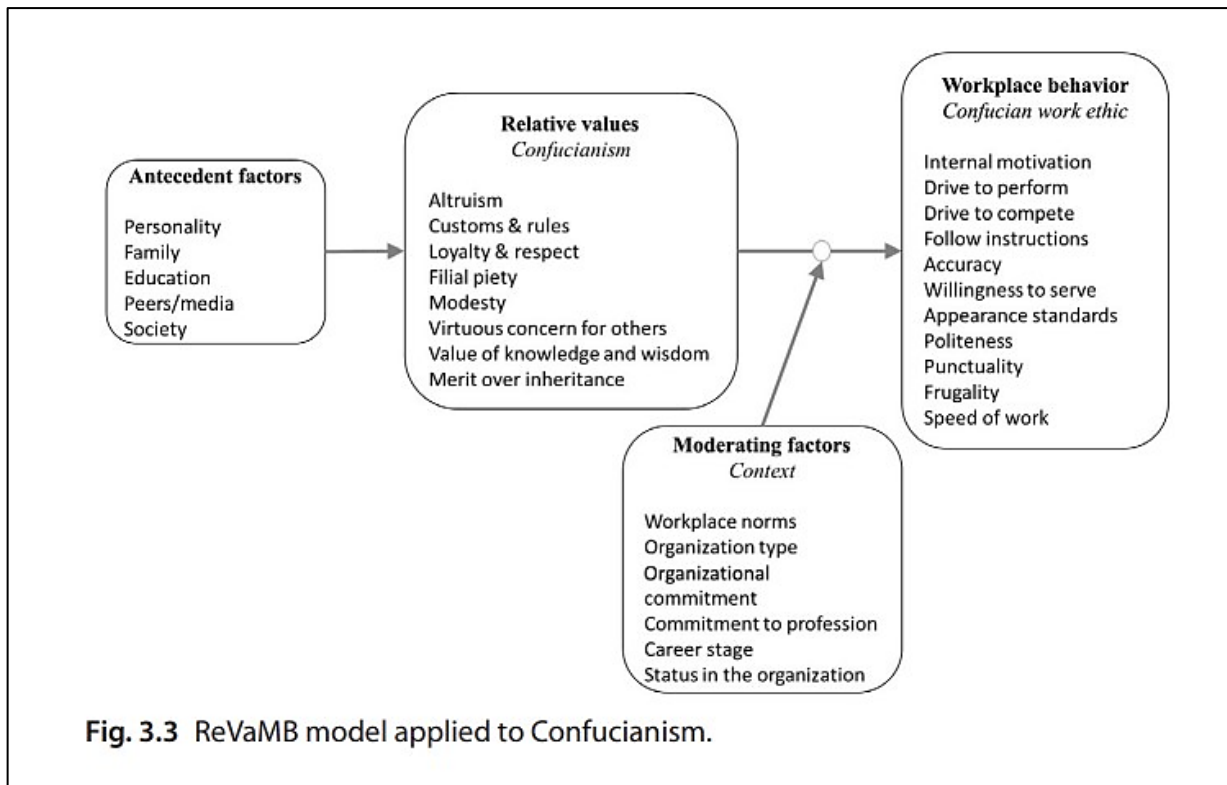 Antecedent factors
Personality
Family
Education
Peers/media
Society
Relative values
Confucianism
Altruism
Customs & rules
Loyalty & respect
Filial piety
Modesty
Virtuous concern for others
Value of knowledge and wisdom
Merit over inheritance
Moderating factors
Context
Workplace norms
Organization type
Organizational
commitment
Commitment to profession
Career stage
Status in the organization
Workplace behavior
Confucian work ethic
Internal motivation
Drive to perform
Drive to compete
Follow instructions
Accuracy
Willingness to serve
Appearance standards
Politeness
Punctuality
Frugality
Speed of work
Fig. 3.3 ReVaMB model applied to Confucianism.